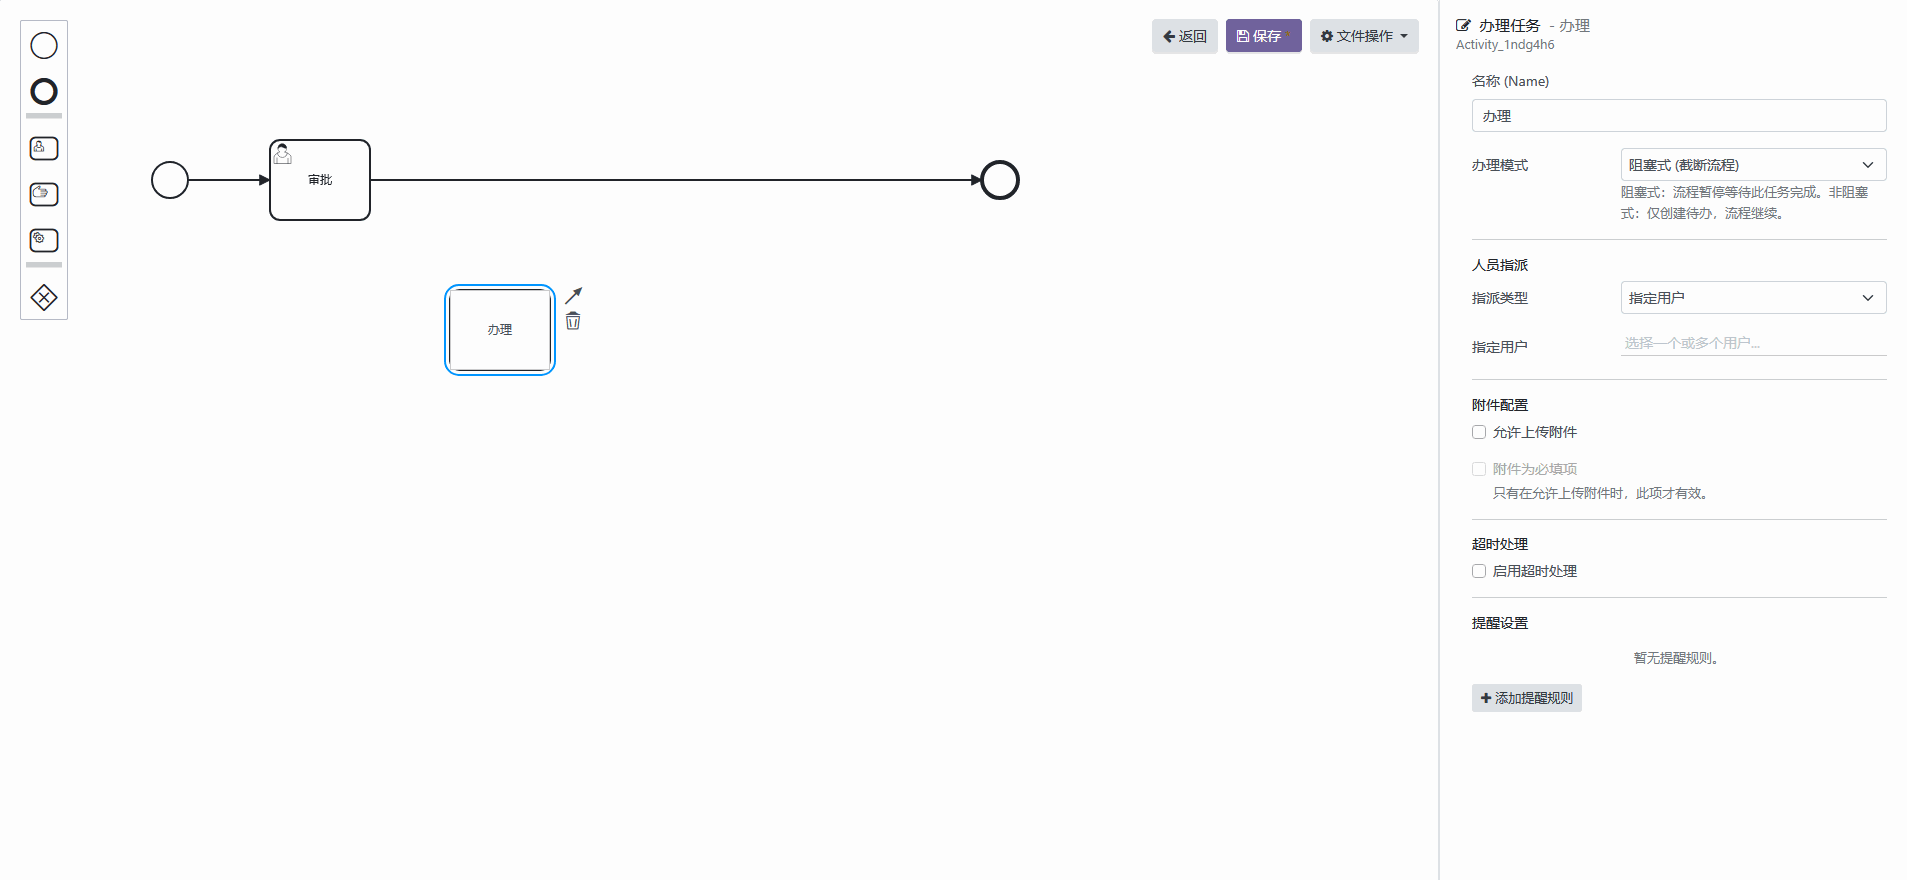 返回
保存
文件操作
审批
办理
办理任务 - 办理
Activity_1ndg4h6
名称 (Name)
办理
办理模式
阻塞式 (截断流程)
阻塞式：流程暂停等待此任务完成。非阻塞
式：仅创建待办，流程继续。
人员指派
指派类型
指定用户
指定用户
选择一个或多个用户...
附件配置
允许上传附件
附件为必填项
只有在允许上传附件时，此项才有效。
超时处理
启用超时处理
提醒设置
暂无提醒规则。
添加提醒规则